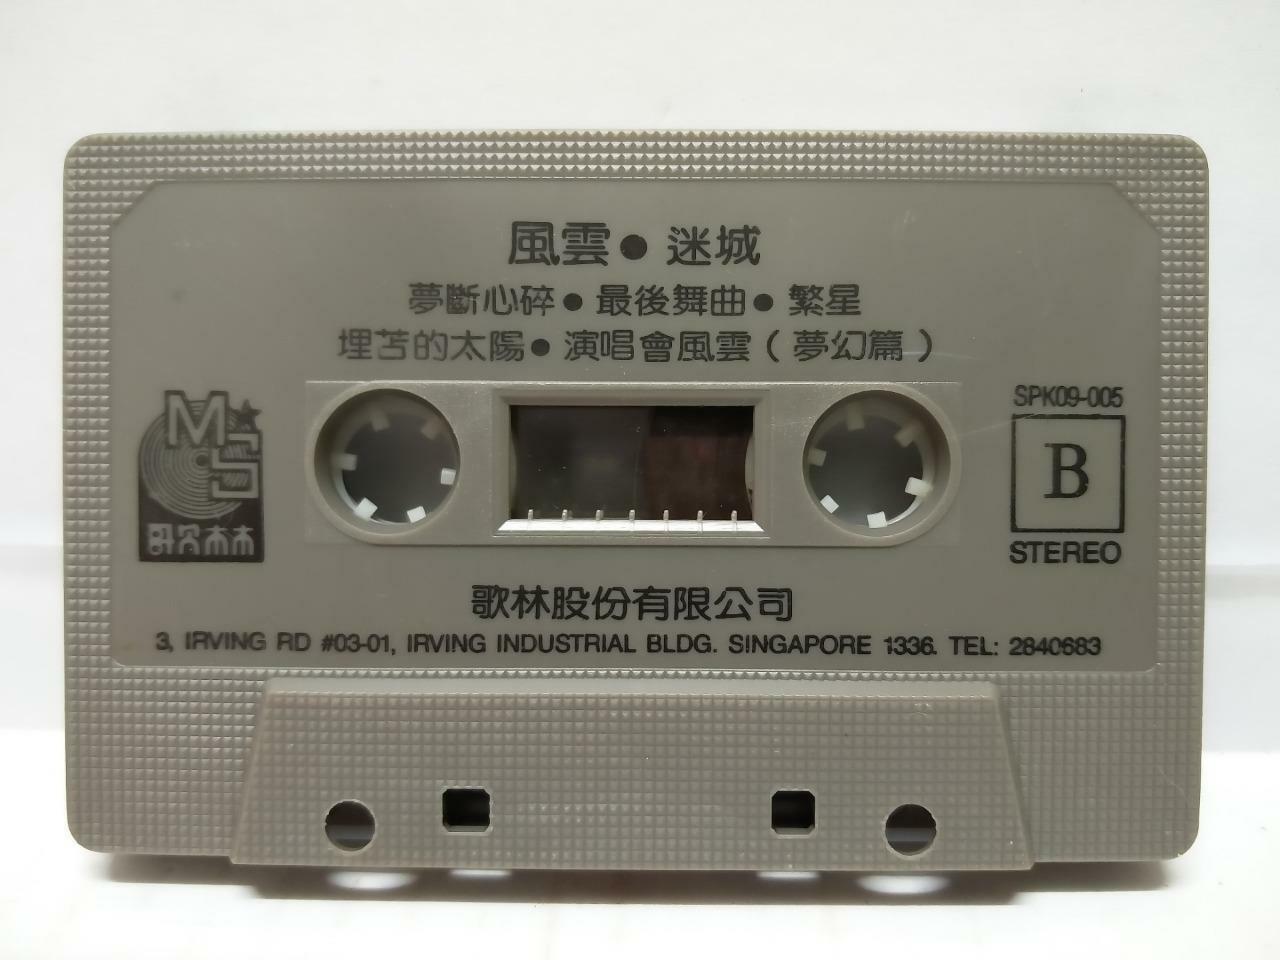 風雲●迷城
夢斷心碎●最後舞曲●繁星
埋苫的太陽●演唱會風雲(夢幻篇)
MS
歌林
SPK09-005
B
STEREO
歌林股份有限公司
3, IRVING RD #03-01, IRVING INDUSTRIAL BLDG. SINGAPORE 1336. TEL: 2840683